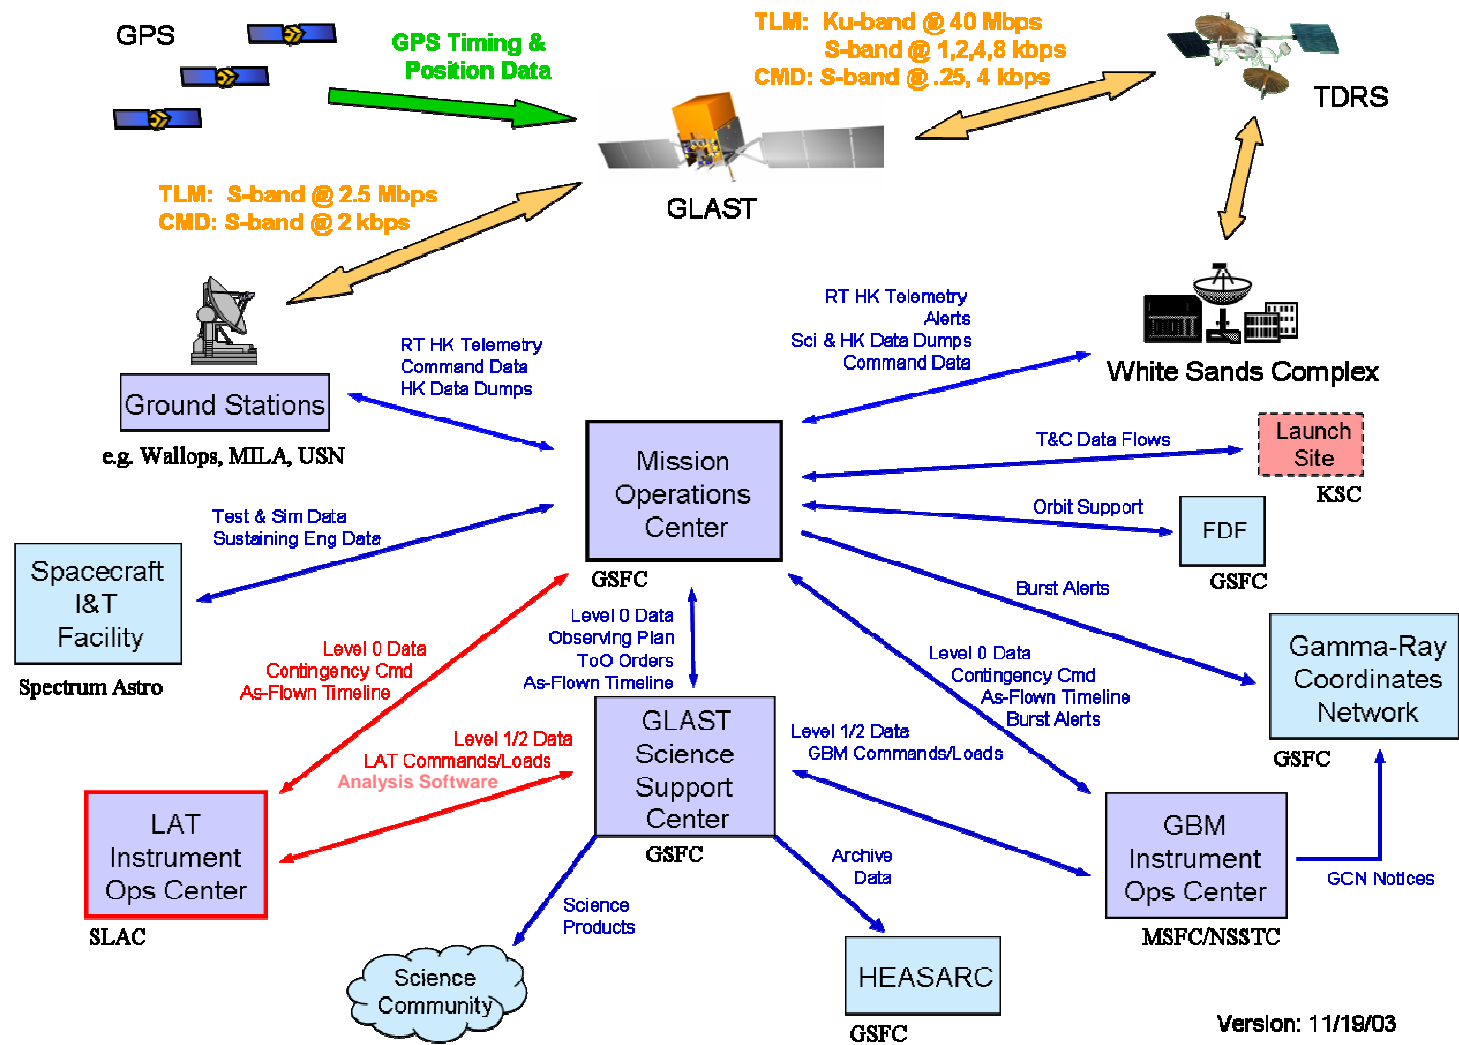 GPS
GPS Timing &
Position Data
TLM: Ku-band @ 40 Mbps
S-band @ 1,2,4,8 kbps
CMD: S-band @ .25, 4 kbps
TDRS
TLM: S-band @ 2.5 Mbps
CMD: S-band @ 2 kbps
GLAST
RT HK Telemetry
Alerts
Sci & HK Data Dumps
Command Data
White Sands Complex
RT HK Telemetry
Command Data
HK Data Dumps
Ground Stations
e.g. Wallops, MILA, USN
Mission
Operations
Center
GSFC
T&C Data Flows
Launch
Site
KSC
Orbit Support
FDF
GSFC
Test & Sim Data
Sustaining Eng Data
Spacecraft
I&T
Facility
Spectrum Astro
Burst Alerts
Gamma-Ray
Coordinates
Network
GSFC
Level 0 Data
Contingency Cmd
As-Flown Timeline
Level 0 Data
Observing Plan
ToO Orders
As-Flown Timeline
Level 0 Data
Contingency Cmd
As-Flown Timeline
Burst Alerts
Level 1/2 Data
LAT Commands/Loads
Analysis Software
GLAST
Science
Support
Center
GSFC
Level 1/2 Data
GBM Commands/Loads
LAT
Instrument
Ops Center
SLAC
GBM
Instrument
Ops Center
MSFC/NSSTC
GCN Notices
Archive
Data
Science
Products
Science
Community
HEASARC
GSFC
Version: 11/19/03